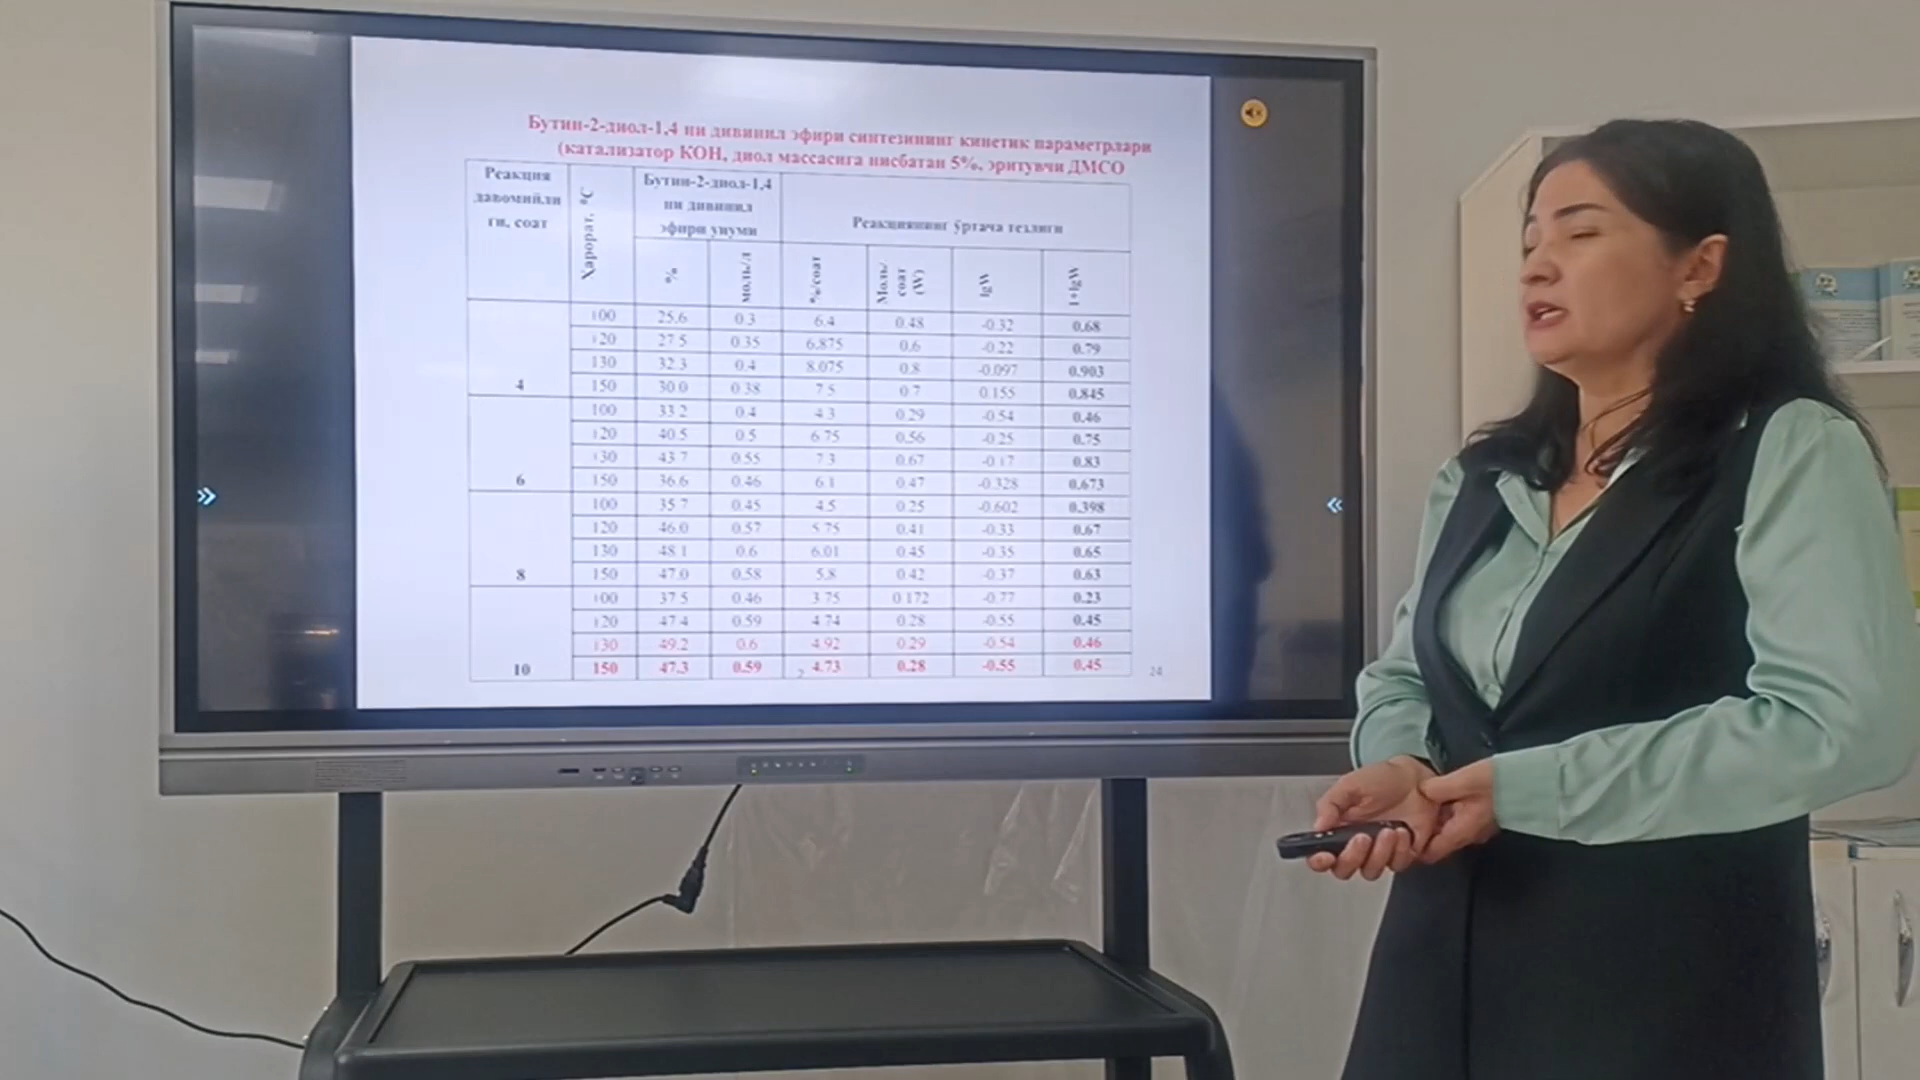 Бутин-2-диол-1,4 ни дивинил эфири синтезининг кинетик параметрлари
(катализатор КОН, диол массасига нисбатан 5%, эритувчи ДМСО
Реакция давомийли ги, соат
Харорат, °С
Бутин-2-диол-1,4 ни дивинил эфири унуми
Реакциянинг ўртача тезлиги
% моль/л %/соат Моль/ соат (W) lgW 1+lgW
4
100 25.6 0.3 6.4 0.48 -0.32 0.68
120 27.5 0.35 6.875 0.6 -0.22 0.79
130 32.3 0.4 8.075 0.8 -0.097 0.903
150 30.0 0.38 7.5 0.7 0.155 0.845
6
100 33.2 0.4 4.3 0.29 -0.54 0.46
120 40.5 0.5 6.75 0.56 -0.25 0.75
130 43.7 0.55 7.3 0.67 -0.17 0.83
150 36.6 0.46 6.1 0.47 -0.328 0.673
8
100 35.7 0.45 4.5 0.25 -0.602 0.398
120 46.0 0.57 5.75 0.41 -0.33 0.67
130 48.1 0.6 6.01 0.45 -0.35 0.65
150 47.0 0.58 5.8 0.42 -0.37 0.63
10
100 37.5 0.46 3.75 0.172 -0.77 0.23
120 47.4 0.59 4.74 0.28 -0.55 0.45
130 49.2 0.6 4.92 0.29 -0.54 0.46
150 47.3 0.59 4.73 0.28 -0.55 0.45
2
24